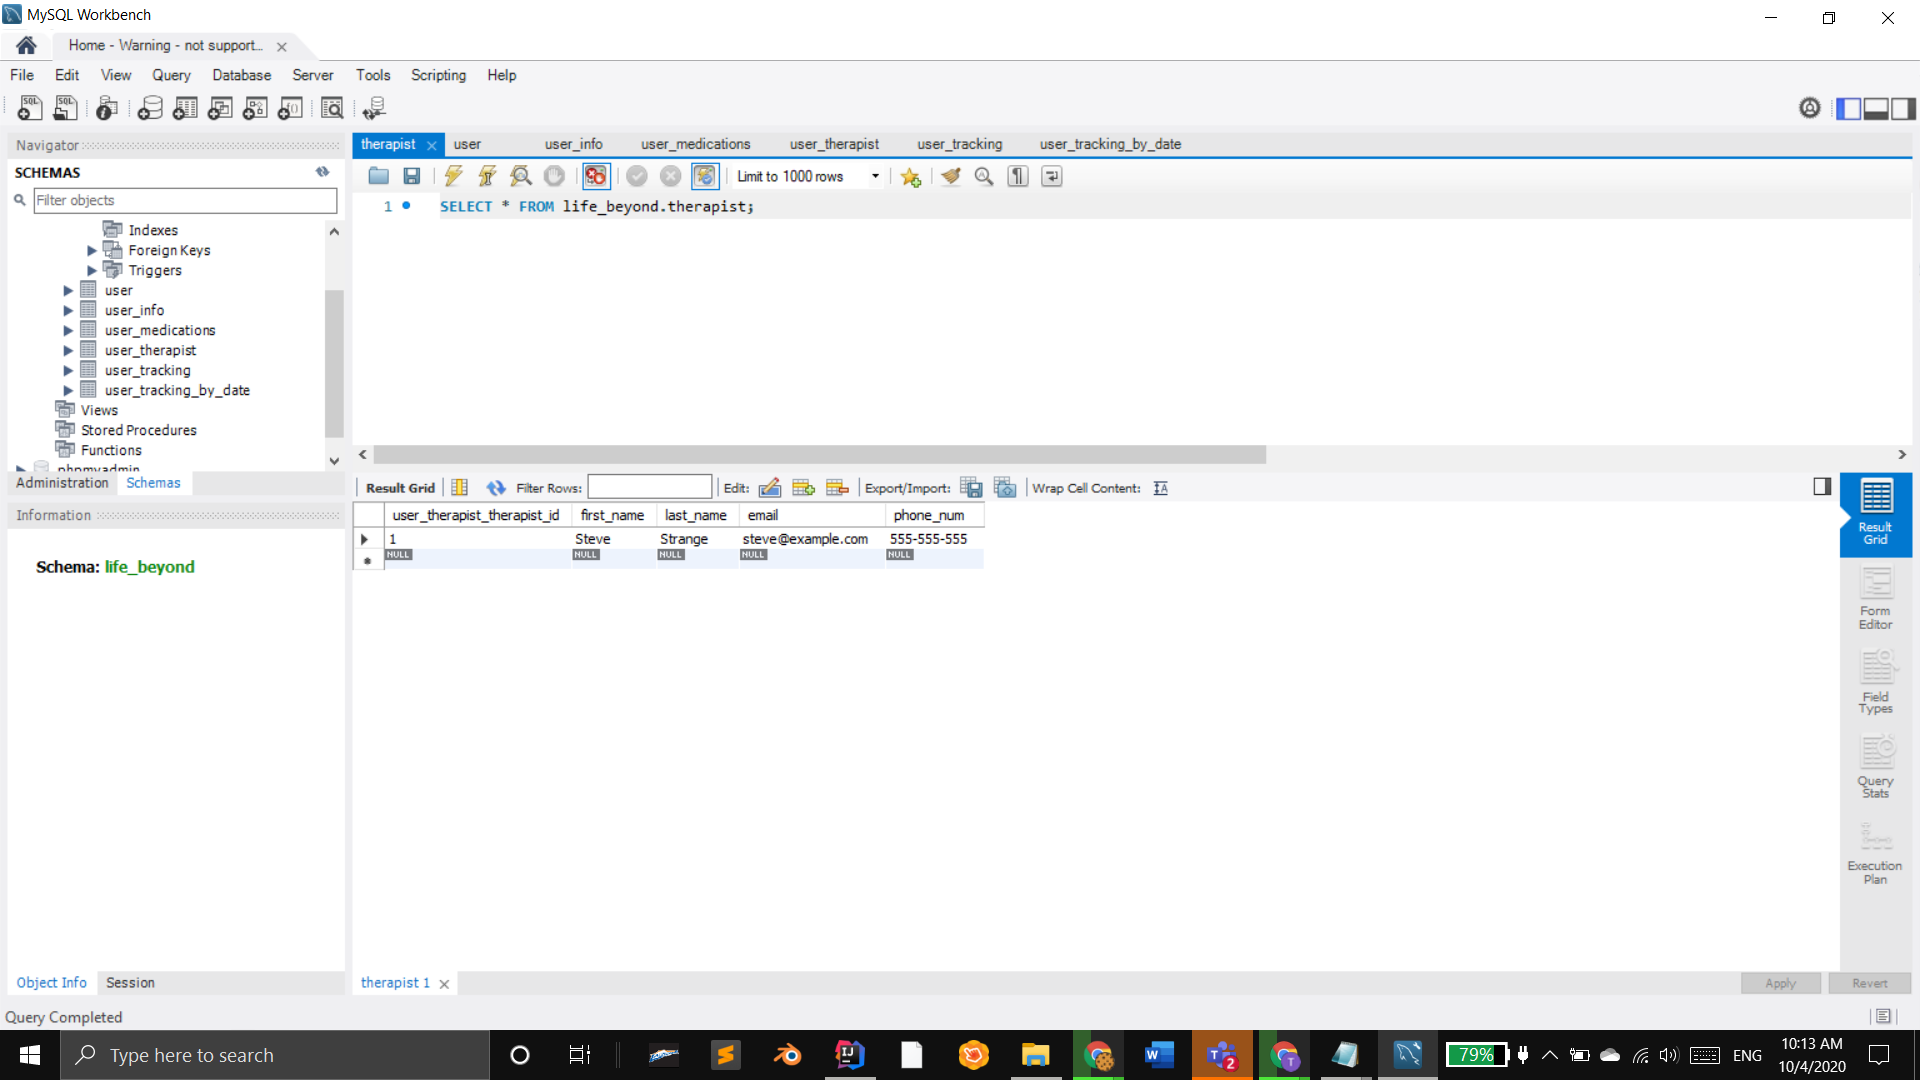 MySQL Workbench
Home - Warning - not support...
File Edit View Query Database Server Tools Scripting Help
Navigator
SCHEMAS
Filter objects
Indexes
Foreign Keys
Triggers
user
user_info
user_medications
user_therapist
user_tracking
user_tracking_by_date
Views
Stored Procedures
Functions
phpmyadmin
Administration Schemas
Information
Schema: life_beyond
Object Info Session
therapist user user_info user_medications user_therapist user_tracking user_tracking_by_date
Limit to 1000 rows
1 SELECT * FROM life_beyond.therapist;
Result Grid Filter Rows: Edit: Export/Import: Wrap Cell Content:
user_therapist_therapist_id first_name last_name email phone_num
1 Steve Strange steve@example.com 555-555-555
NULL NULL NULL NULL NULL
Result
Grid
Form
Editor
Field
Types
Query
Stats
Execution
Plan
therapist 1
Apply Revert
Query Completed
Type here to search
79%
ENG
10:13 AM
10/4/2020